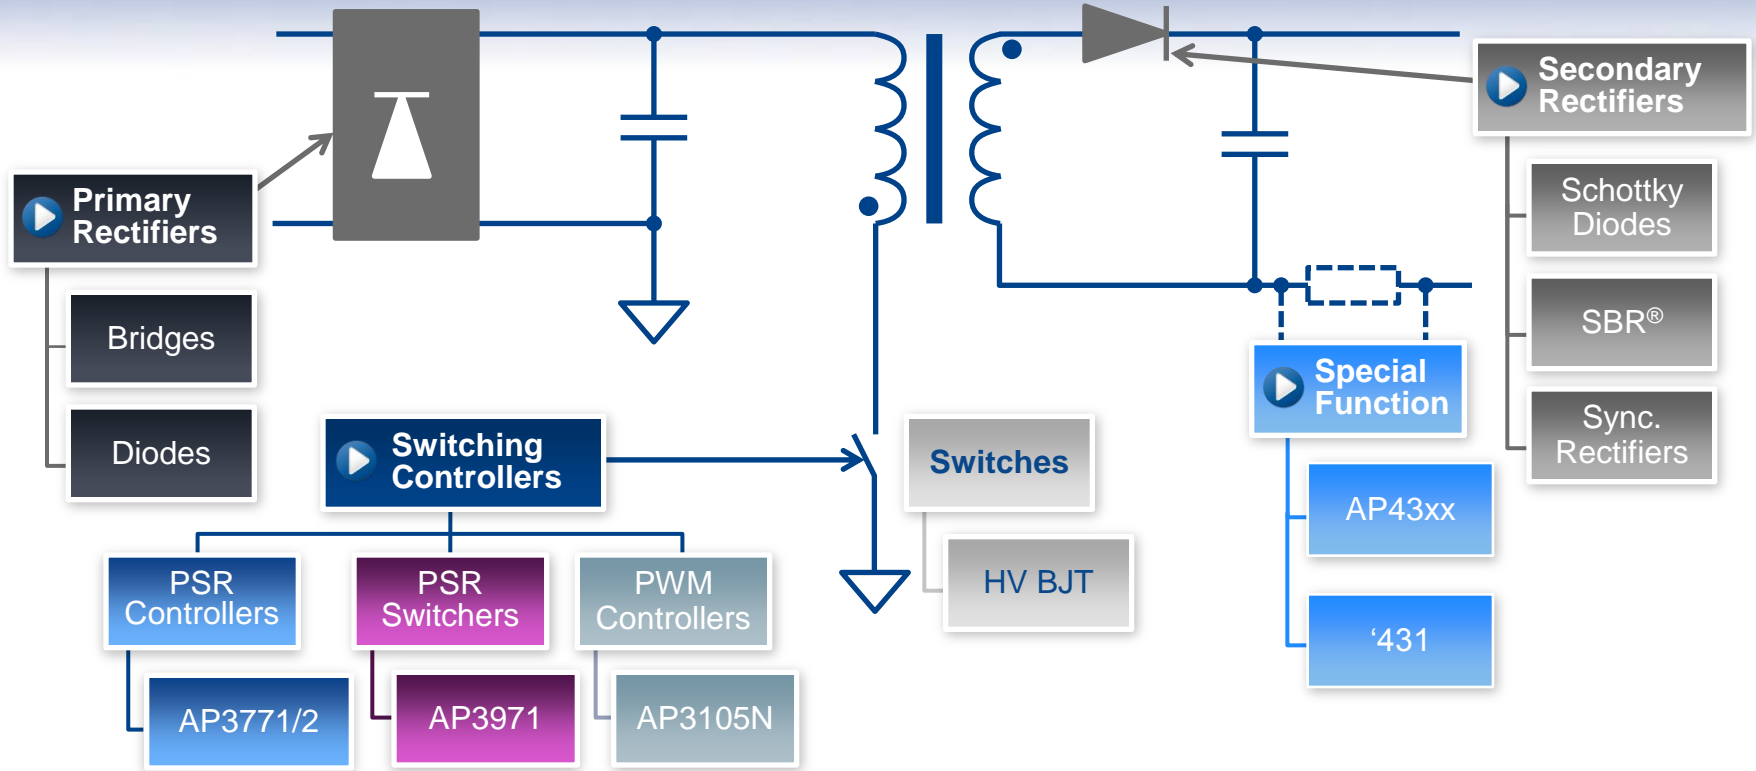 Primary
Rectifiers
Bridges
Diodes
Switching
Controllers
PSR
Controllers
AP3771/2
PSR
Switchers
AP3971
PWM
Controllers
AP3105N
Switches
HV BJT
Special
Function
AP43xx
‘431
Secondary
Rectifiers
Schottky
Diodes
SBR®
Sync.
Rectifiers